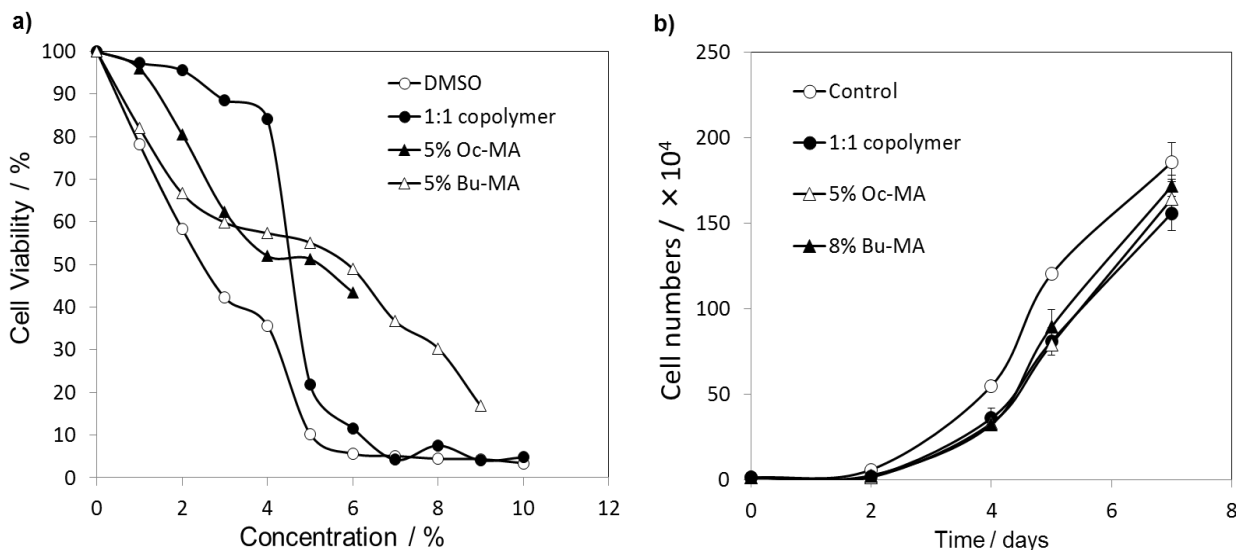 a)
Cell Viability / %
100
90
80
70
60
50
40
30
20
10
0
DMSO
1:1 copolymer
5% Oc-MA
5% Bu-MA
0 2 4 6 8 10 12
Concentration / %
b)
Cell numbers / ×10⁴
250
200
150
100
50
0
Control
1:1 copolymer
5% Oc-MA
8% Bu-MA
0 2 4 6 8
Time / days